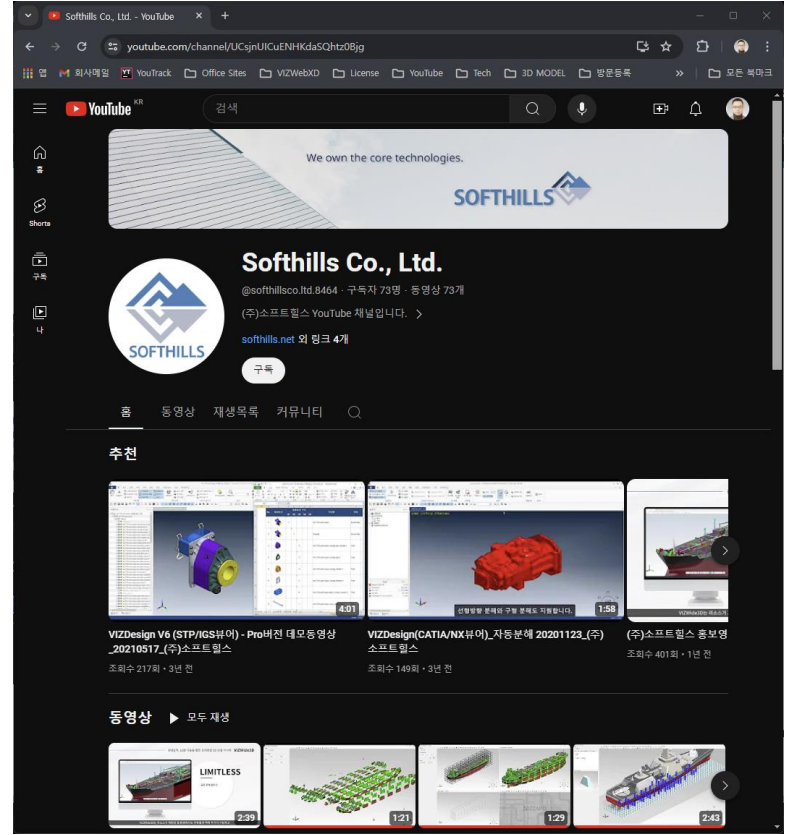 Softhills Co., Ltd. - YouTube
youtube.com/channel/UCsjnUICuENHKdaSQhtz0Bjg
앱 회사메일 YouTrack Office Sites VIZWebXD License YouTube Tech 3D MODEL 방문등록 » 모든 북마크
YouTube KR
검색
홈
Shorts
구독
나
We own the core technologies.
SOFTHILLS
SOFTHILLS
Softhills Co., Ltd.
@softhillsco.ltd.8464 · 구독자 73명 · 동영상 73개
(주)소프트힐스 YouTube 채널입니다.
softhills.net 외 링크 4개
구독
홈 동영상 재생목록 커뮤니티
추천
4:01
선형방향 분해와 구형 분해도 지원합니다.
1:58
VIZDesign V6 (STP/IGS뷰어) - Pro버전 데모동영상
_20210517_(주)소프트힐스
조회수 217회 • 3년 전
VIZDesign(CATIA/NX뷰어)_자동분해 20201123_(주)
소프트힐스
조회수 149회 • 3년 전
(주)소프트힐스 홍보영
조회수 401회 • 1년 전
동영상 ▶ 모두 재생
LIMITLESS
2:39
1:21
1:29
2:43